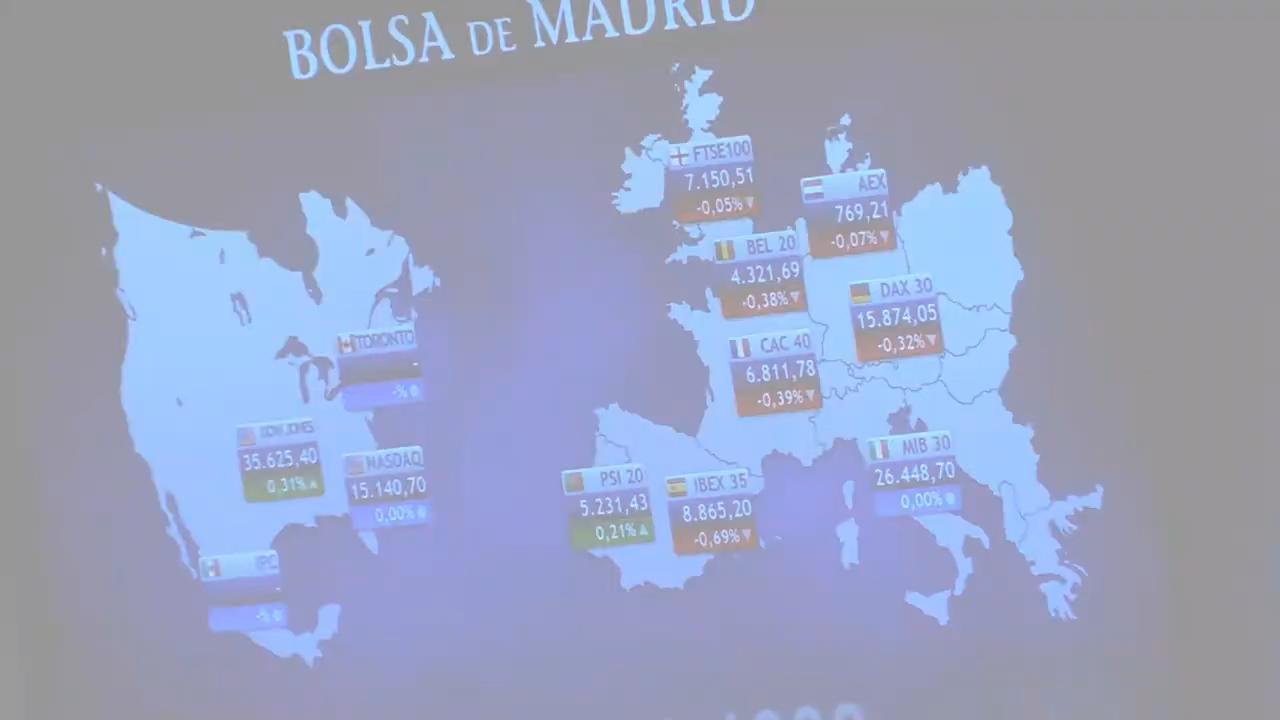 BOLSA DE MADRID
FTSE100
7.150,51
-0,05%
AEX
769,21
-0,07%
BEL 20
4.321,69
-0,38%
DAX 30
15.874,05
-0,32%
CAC 40
6.811,78
-0,39%
TORONTO
-%
DOW JONES
35.625,40
0,31%
NASDAQ
15.140,70
0,00%
IPC
-%
PSI 20
5.231,43
0,21%
IBEX 35
8.865,20
-0,69%
MIB 30
26.448,70
0,00%